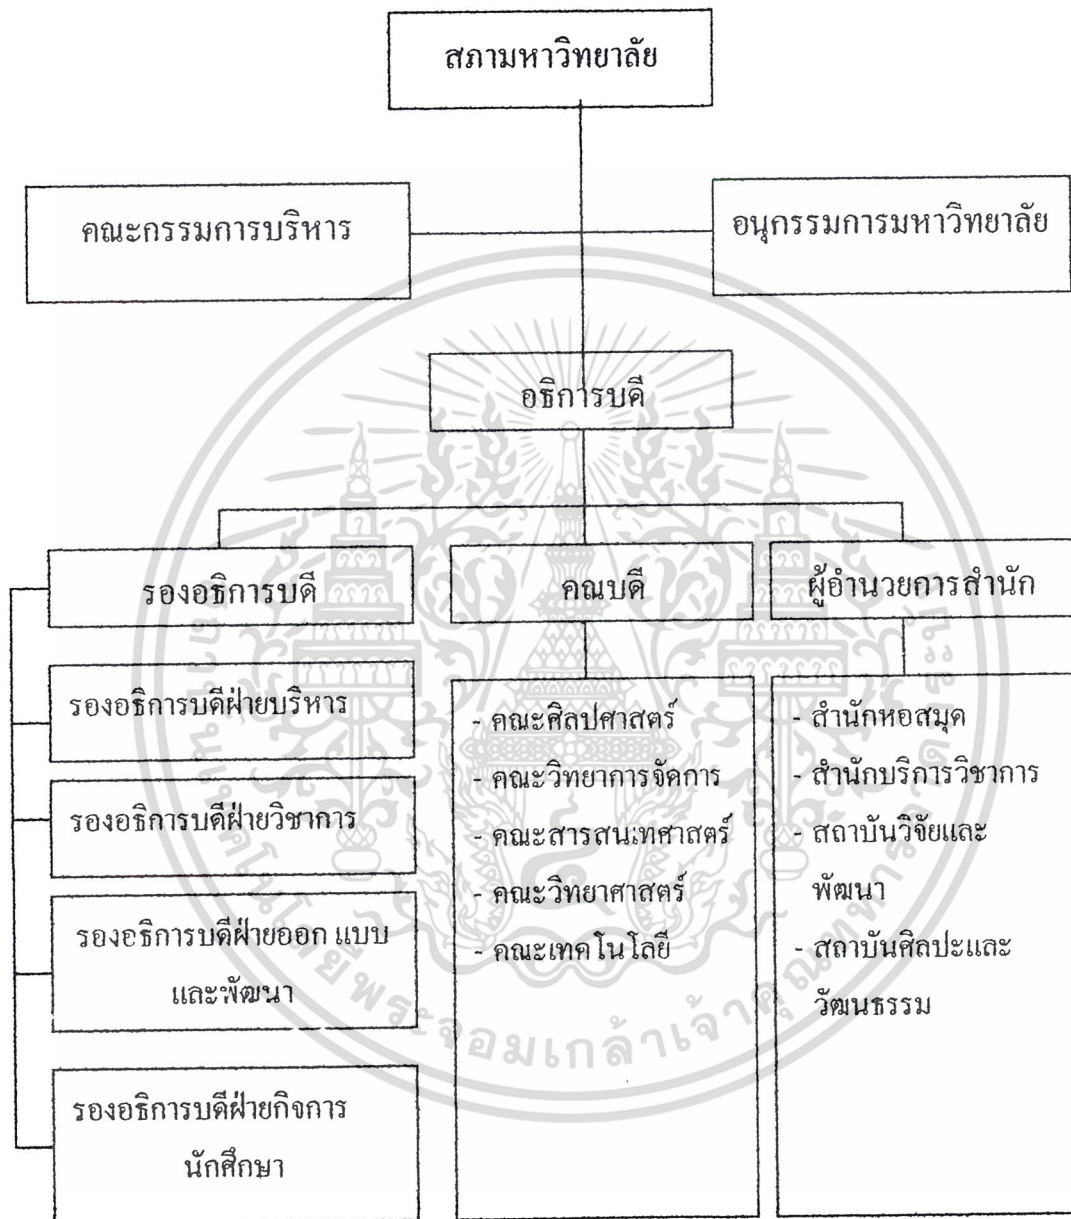 สภามหาวิทยาลัย
คณะกรรมการบริหาร
อนุกรรมการมหาวิทยาลัย
อธิการบดี
รองอธิการบดี
คณบดี
ผู้อำนวยการสำนัก
รองอธิการบดีฝ่ายบริหาร
รองอธิการบดีฝ่ายวิชาการ
รองอธิการบดีฝ่ายออก แบบ
และพัฒนา
รองอธิการบดีฝ่ายกิจการ
นักศึกษา
- คณะศิลปศาสตร์
- คณะวิทยาการจัดการ
- คณะสารสนเทศาสตร์
- คณะวิทยาศาสตร์
- คณะเทคโนโลยี
- สำนักหอสมุด
- สำนักบริการวิชาการ
- สถาบันวิจัยและ
พัฒนา
- สถาบันศิลปะและ
วัฒนธรรม